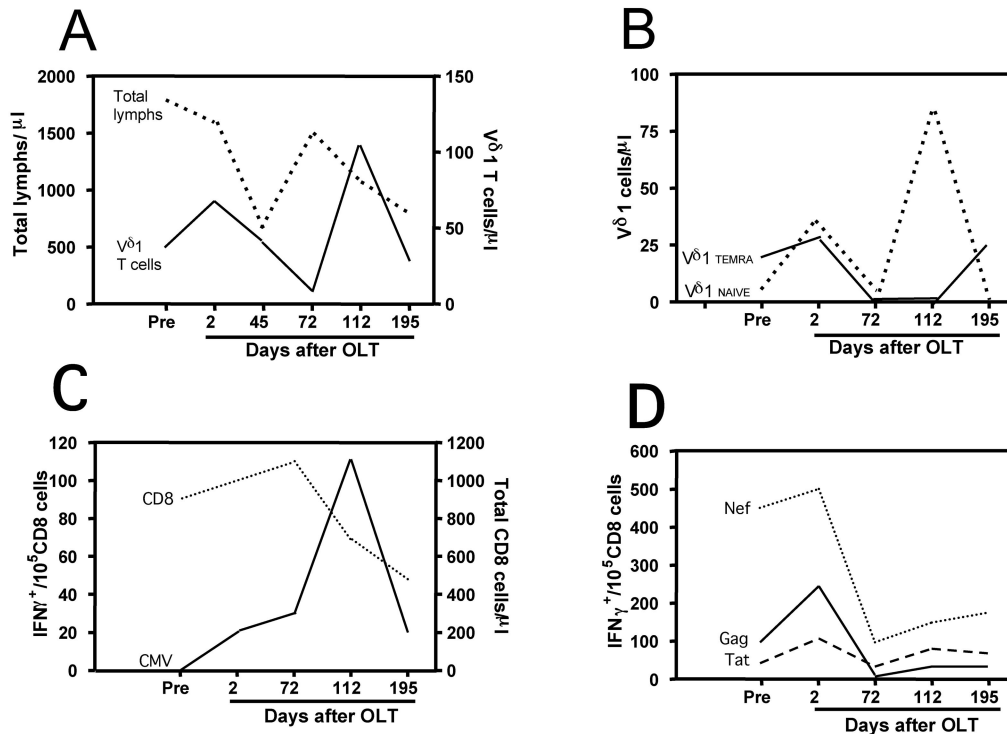 A
2000
1500
1000
500
0
Total lymphs/ μl
Total
lymphs
Vδ1
T cells
150
100
50
0
Vδ1 T cells/μl
Pre 2 45 72 112 195
Days after OLT
B
100
75
50
25
0
Vδ1 cells/μl
Vδ1 TEMRA
Vδ1 NAIVE
Pre 2 72 112 195
Days after OLT
C
120
100
80
60
40
20
0
IFNγ+/10⁵CD8 cells
CD8
CMV
1200
1000
800
600
400
200
0
Total CD8 cells/μl
Pre 2 72 112 195
Days after OLT
D
600
500
400
300
200
100
0
IFNγ+/10⁵CD8 cells
Nef
Gag
Tat
Pre 2 72 112 195
Days after OLT